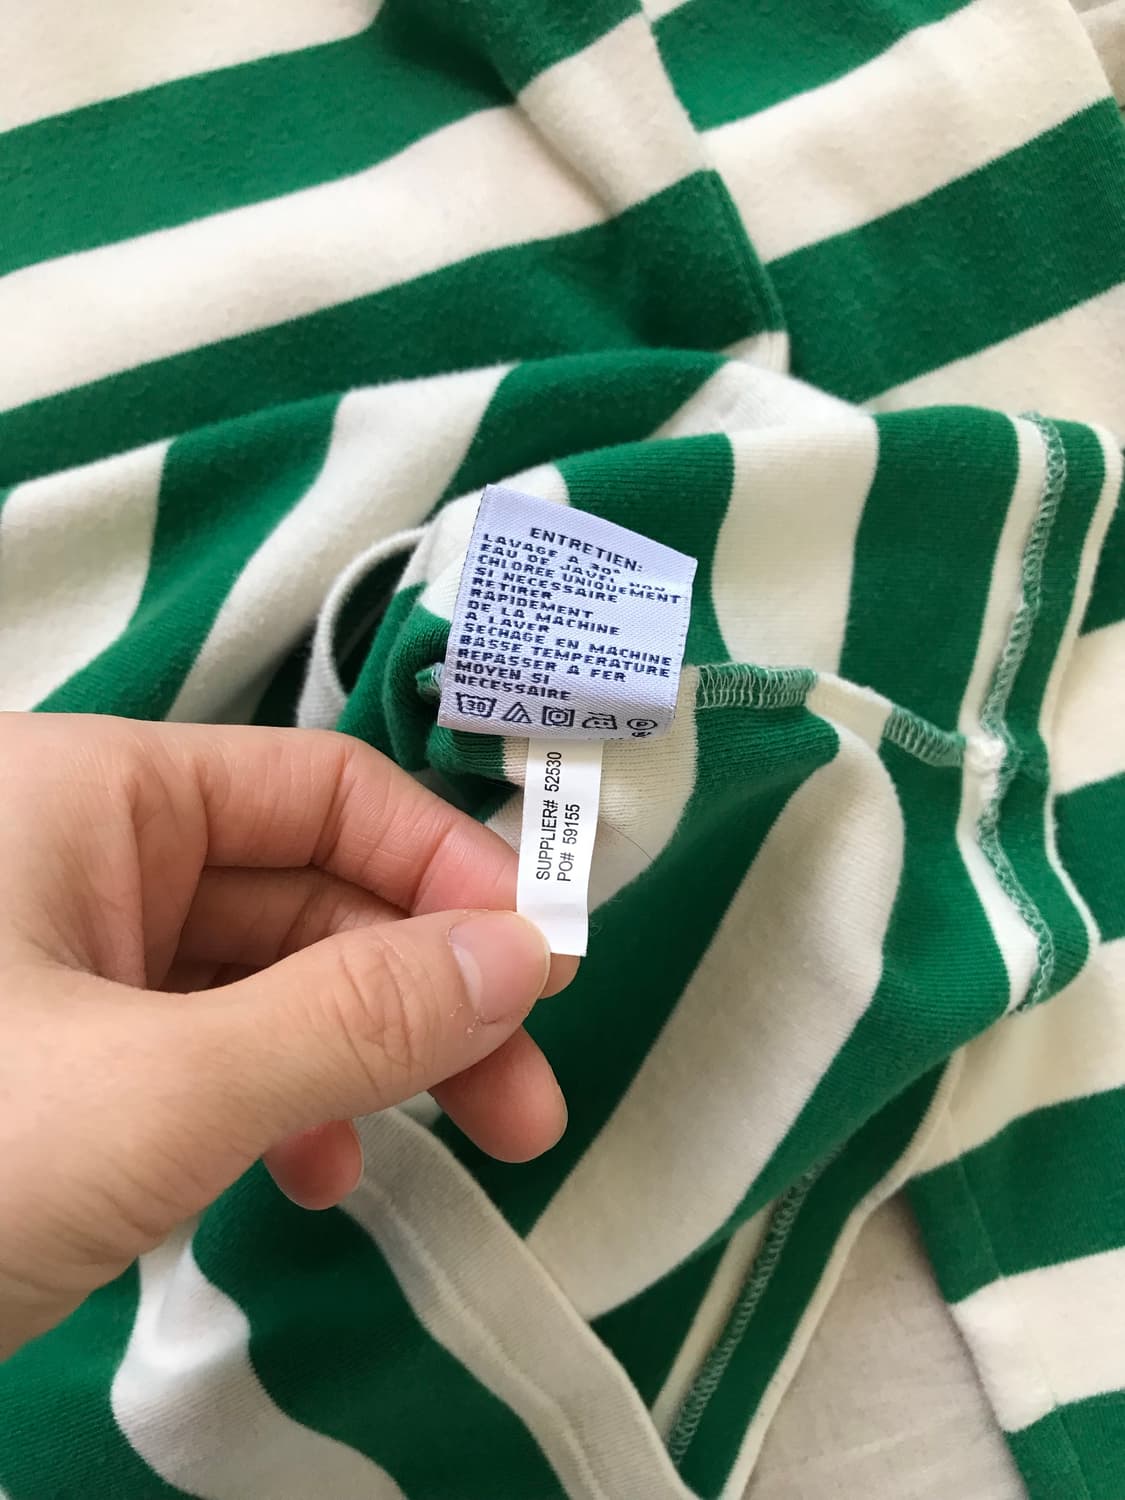 ENTRETIEN:
LAVAGE A 30°
EAU DE JAVEL NON
CHLOREE UNIQUEMENT
SI NECESSAIRE
RETIRER
RAPIDEMENT
DE LA MACHINE
A LAVER
SECHAGE EN MACHINE
BASSE TEMPERATURE
REPASSER A FER
MOYEN SI
NECESSAIRE
30 P
SUPPLIER# 52530
PO# 59155